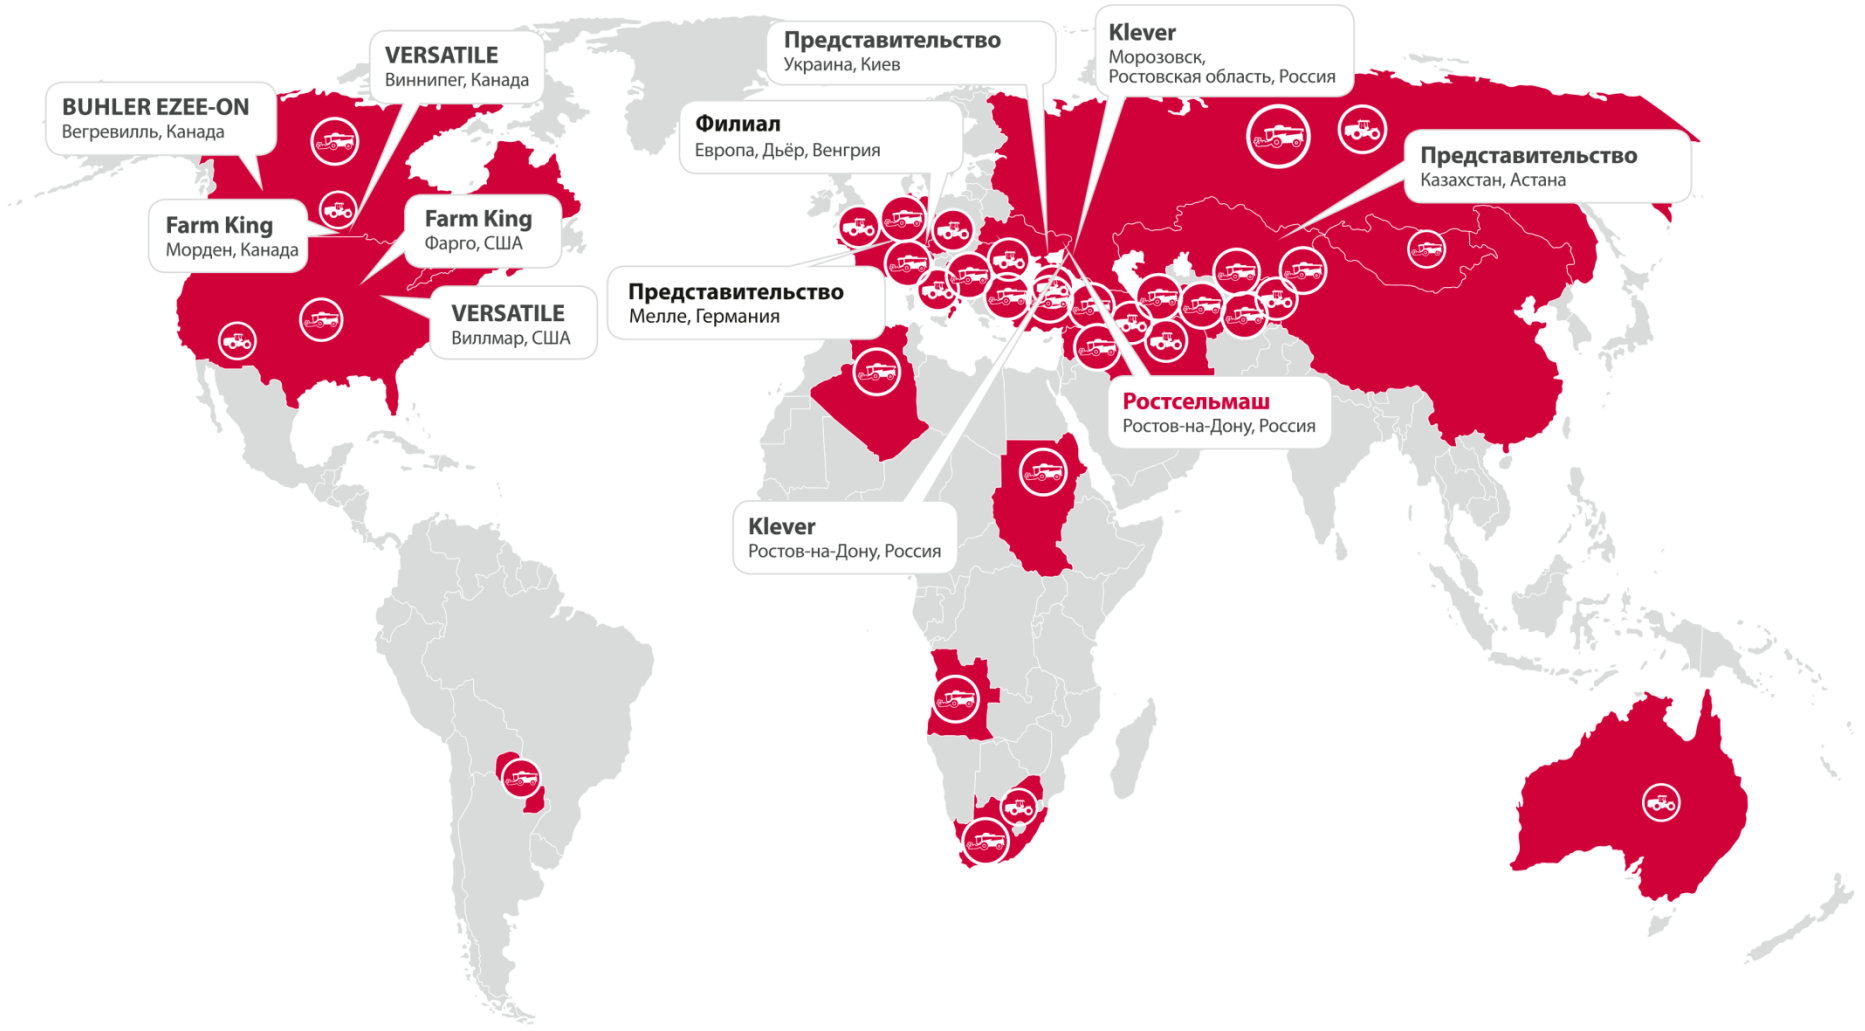 VERSATILE
Виннипег, Канада
BUHLER EZEE-ON
Вегревилль, Канада
Farm King
Морден, Канада
Farm King
Фарго, США
VERSATILE
Виллмар, США
Представительство
Украина, Киев
Klever
Морозовск,
Ростовская область, Россия
Филиал
Европа, Дьёр, Венгрия
Представительство
Казахстан, Астана
Представительство
Мелле, Германия
Ростсельмаш
Ростов-на-Дону, Россия
Klever
Ростов-на-Дону, Россия